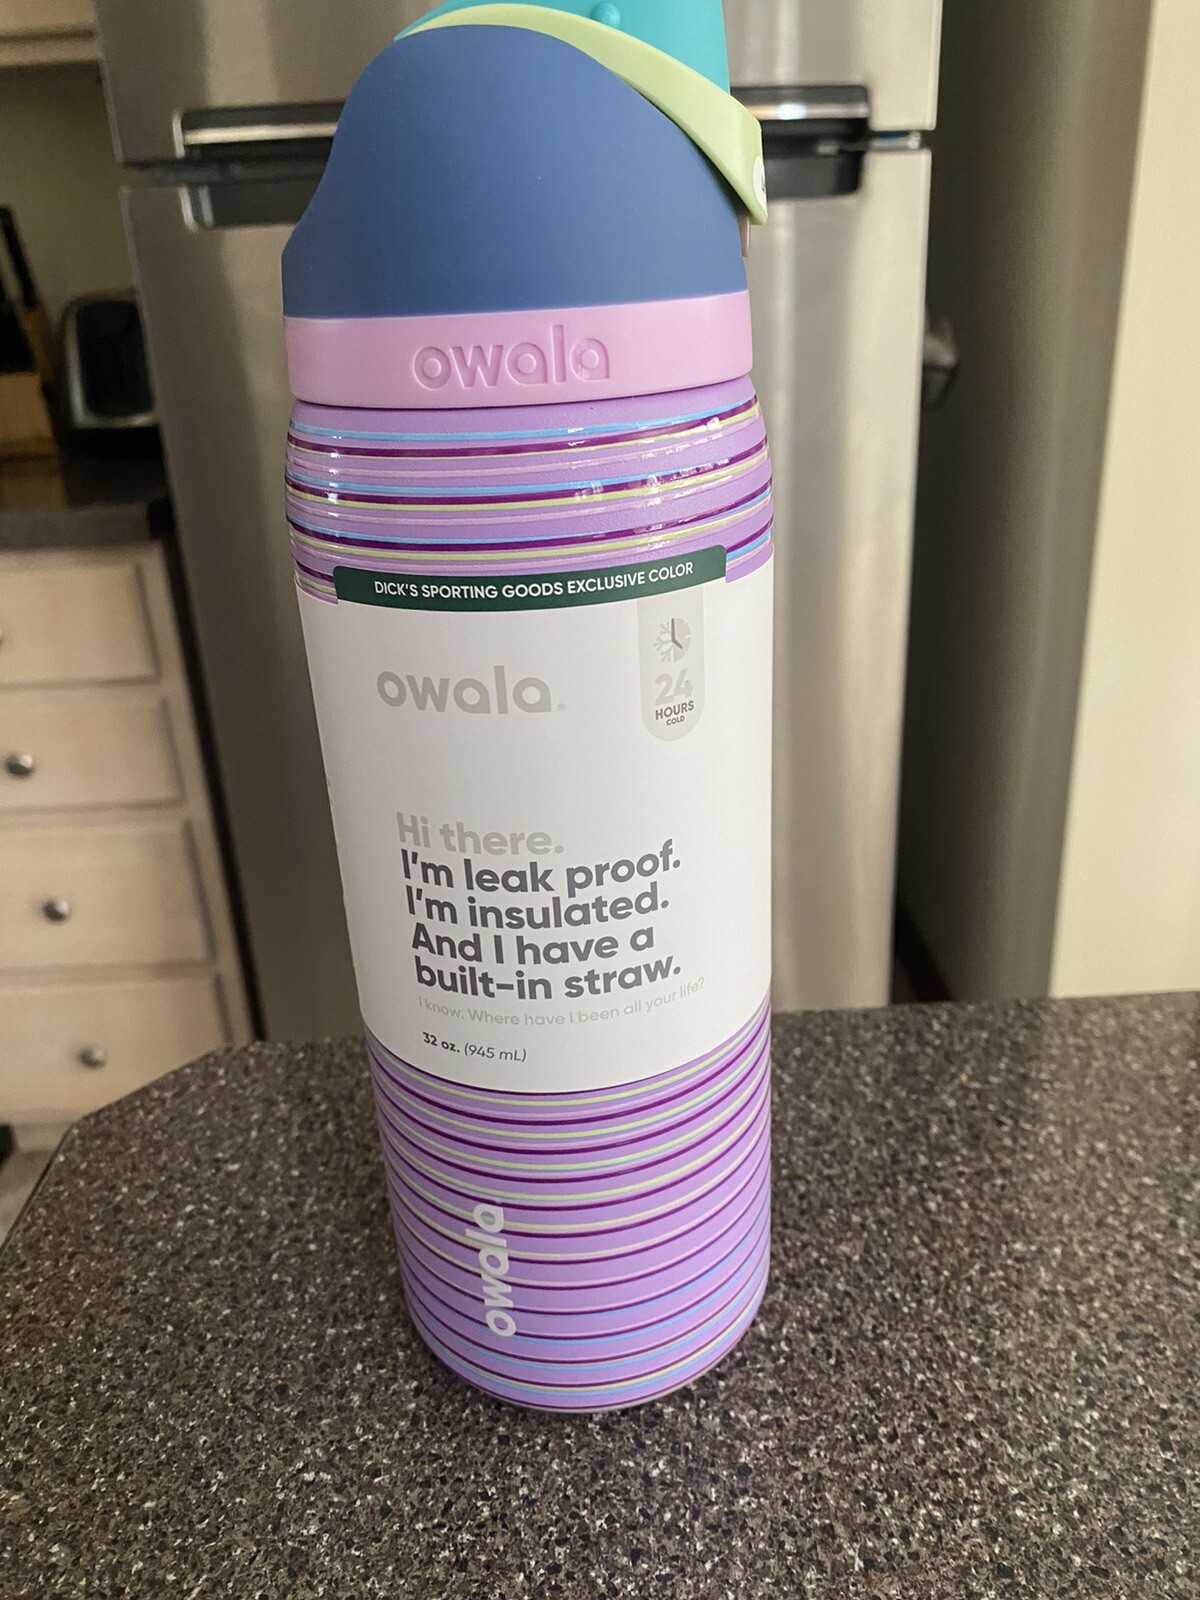 owala
DICK'S SPORTING GOODS EXCLUSIVE COLOR
owala®
24
HOURS
COLD
Hi there.
I'm leak proof.
I'm insulated.
And I have a
built-in straw.
I know. Where have I been all your life?
32 oz. (945 mL)
owala